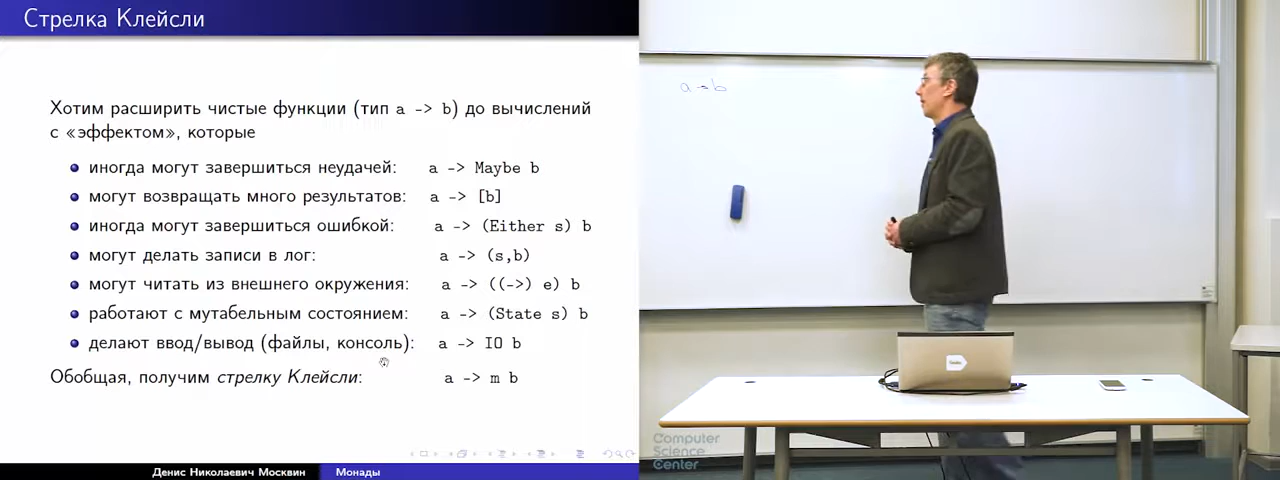 Стрелка Клейсли
Хотим расширить чистые функции (тип a -> b) до вычислений
с «эффектом», которые
иногда могут завершиться неудачей: a -> Maybe b
могут возвращать много результатов: a -> [b]
иногда могут завершиться ошибкой: a -> (Either s) b
могут делать записи в лог: a -> (s,b)
могут читать из внешнего окружения: a -> ((->) e) b
работают с мутабельным состоянием: a -> (State s) b
делают ввод/вывод (файлы, консоль): a -> IO b
Обобщая, получим стрелку Клейсли: a -> m b
Денис Николаевич Москвин Монады
a -> b
Computer
Science
Center